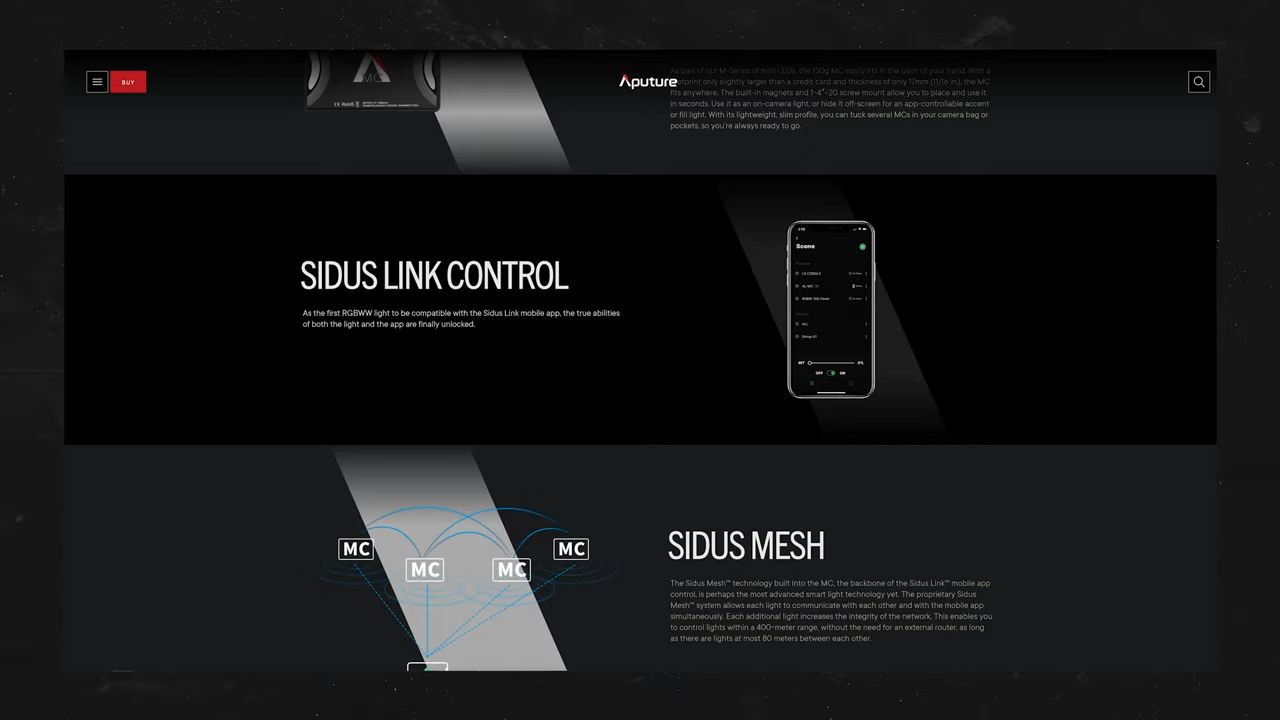 BUY
Aputure
MC
CE RoHS
As part of our M-series of mini LEDs, the 130g MC easily fits in the palm of your hand. With a
footprint only slightly larger than a credit card and thickness of only 17mm (11/16 in.), the MC
fits anywhere. The built-in magnets and 1-4"-20 screw mount allow you to place and use it
in seconds. Use it as an on-camera light, or hide it off-screen for an app-controllable accent
or fill light. With its lightweight, slim profile, you can tuck several MCs in your camera bag or
pockets, so you're always ready to go.
SIDUS LINK CONTROL
As the first RGBWW light to be compatible with the Sidus Link mobile app, the true abilities
of both the light and the app are finally unlocked.
Scene
ALL
Group-01
INT 0%
OFF ON
MC
MC
MC
MC
SIDUS MESH
The Sidus Mesh™ technology built into the MC, the backbone of the Sidus Link™ mobile app
control, is perhaps the most advanced smart light technology yet. The proprietary Sidus
Mesh™ system allows each light to communicate with each other and with the mobile app
simultaneously. Each additional light increases the integrity of the network. This enables you
to control lights within a 400-meter range, without the need for an external router, as long
as there are lights at most 80 meters between each other.